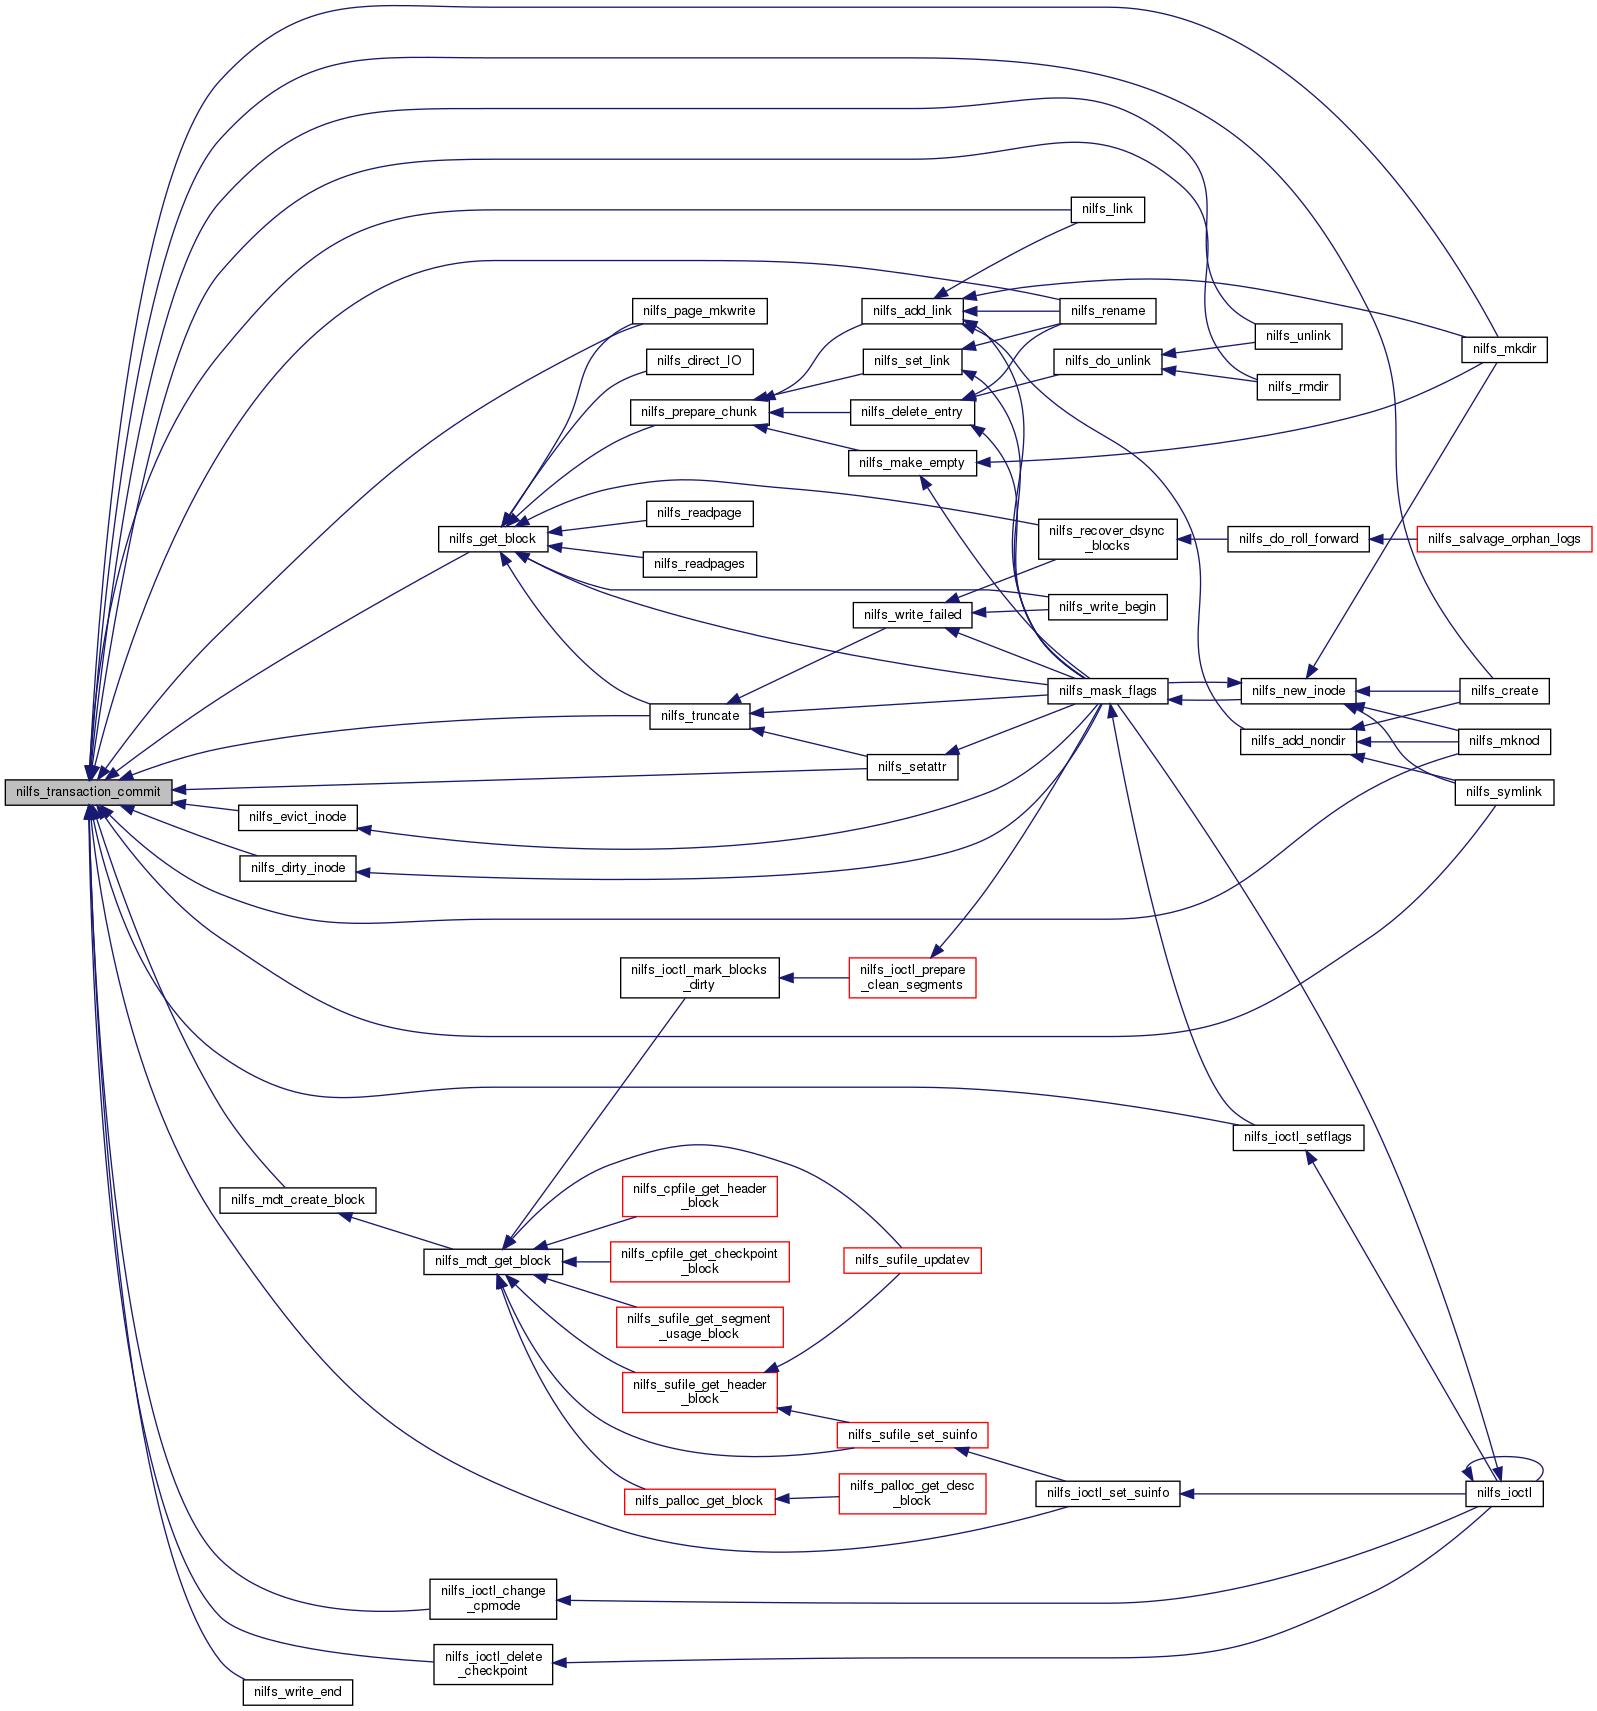 nilfs_link
nilfs_page_mkwrite
nilfs_add_link
nilfs_rename
nilfs_unlink
nilfs_mkdir
nilfs_direct_IO
nilfs_set_link
nilfs_do_unlink
nilfs_rmdir
nilfs_prepare_chunk
nilfs_delete_entry
nilfs_make_empty
nilfs_readpage
nilfs_get_block
nilfs_recover_dsync
_blocks
nilfs_do_roll_forward
nilfs_salvage_orphan_logs
nilfs_readpages
nilfs_write_failed
nilfs_write_begin
nilfs_mask_flags
nilfs_new_inode
nilfs_create
nilfs_truncate
nilfs_add_nondir
nilfs_mknod
nilfs_setattr
nilfs_transaction_commit
nilfs_symlink
nilfs_evict_inode
nilfs_dirty_inode
nilfs_ioctl_mark_blocks
_dirty
nilfs_ioctl_prepare
_clean_segments
nilfs_ioctl_setflags
nilfs_mdt_create_block
nilfs_cpfile_get_header
_block
nilfs_mdt_get_block
nilfs_cpfile_get_checkpoint
_block
nilfs_sufile_updatev
nilfs_sufile_get_segment
_usage_block
nilfs_sufile_get_header
_block
nilfs_sufile_set_suinfo
nilfs_palloc_get_block
nilfs_palloc_get_desc
_block
nilfs_ioctl_set_suinfo
nilfs_ioctl
nilfs_ioctl_change
_cpmode
nilfs_ioctl_delete
_checkpoint
nilfs_write_end